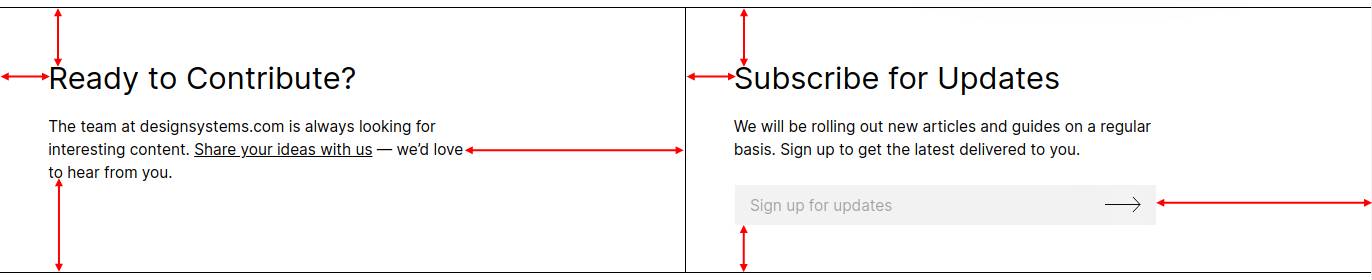 Ready to Contribute?
The team at designsystems.com is always looking for
interesting content. Share your ideas with us — we’d love
to hear from you.
Subscribe for Updates
We will be rolling out new articles and guides on a regular
basis. Sign up to get the latest delivered to you.
Sign up for updates